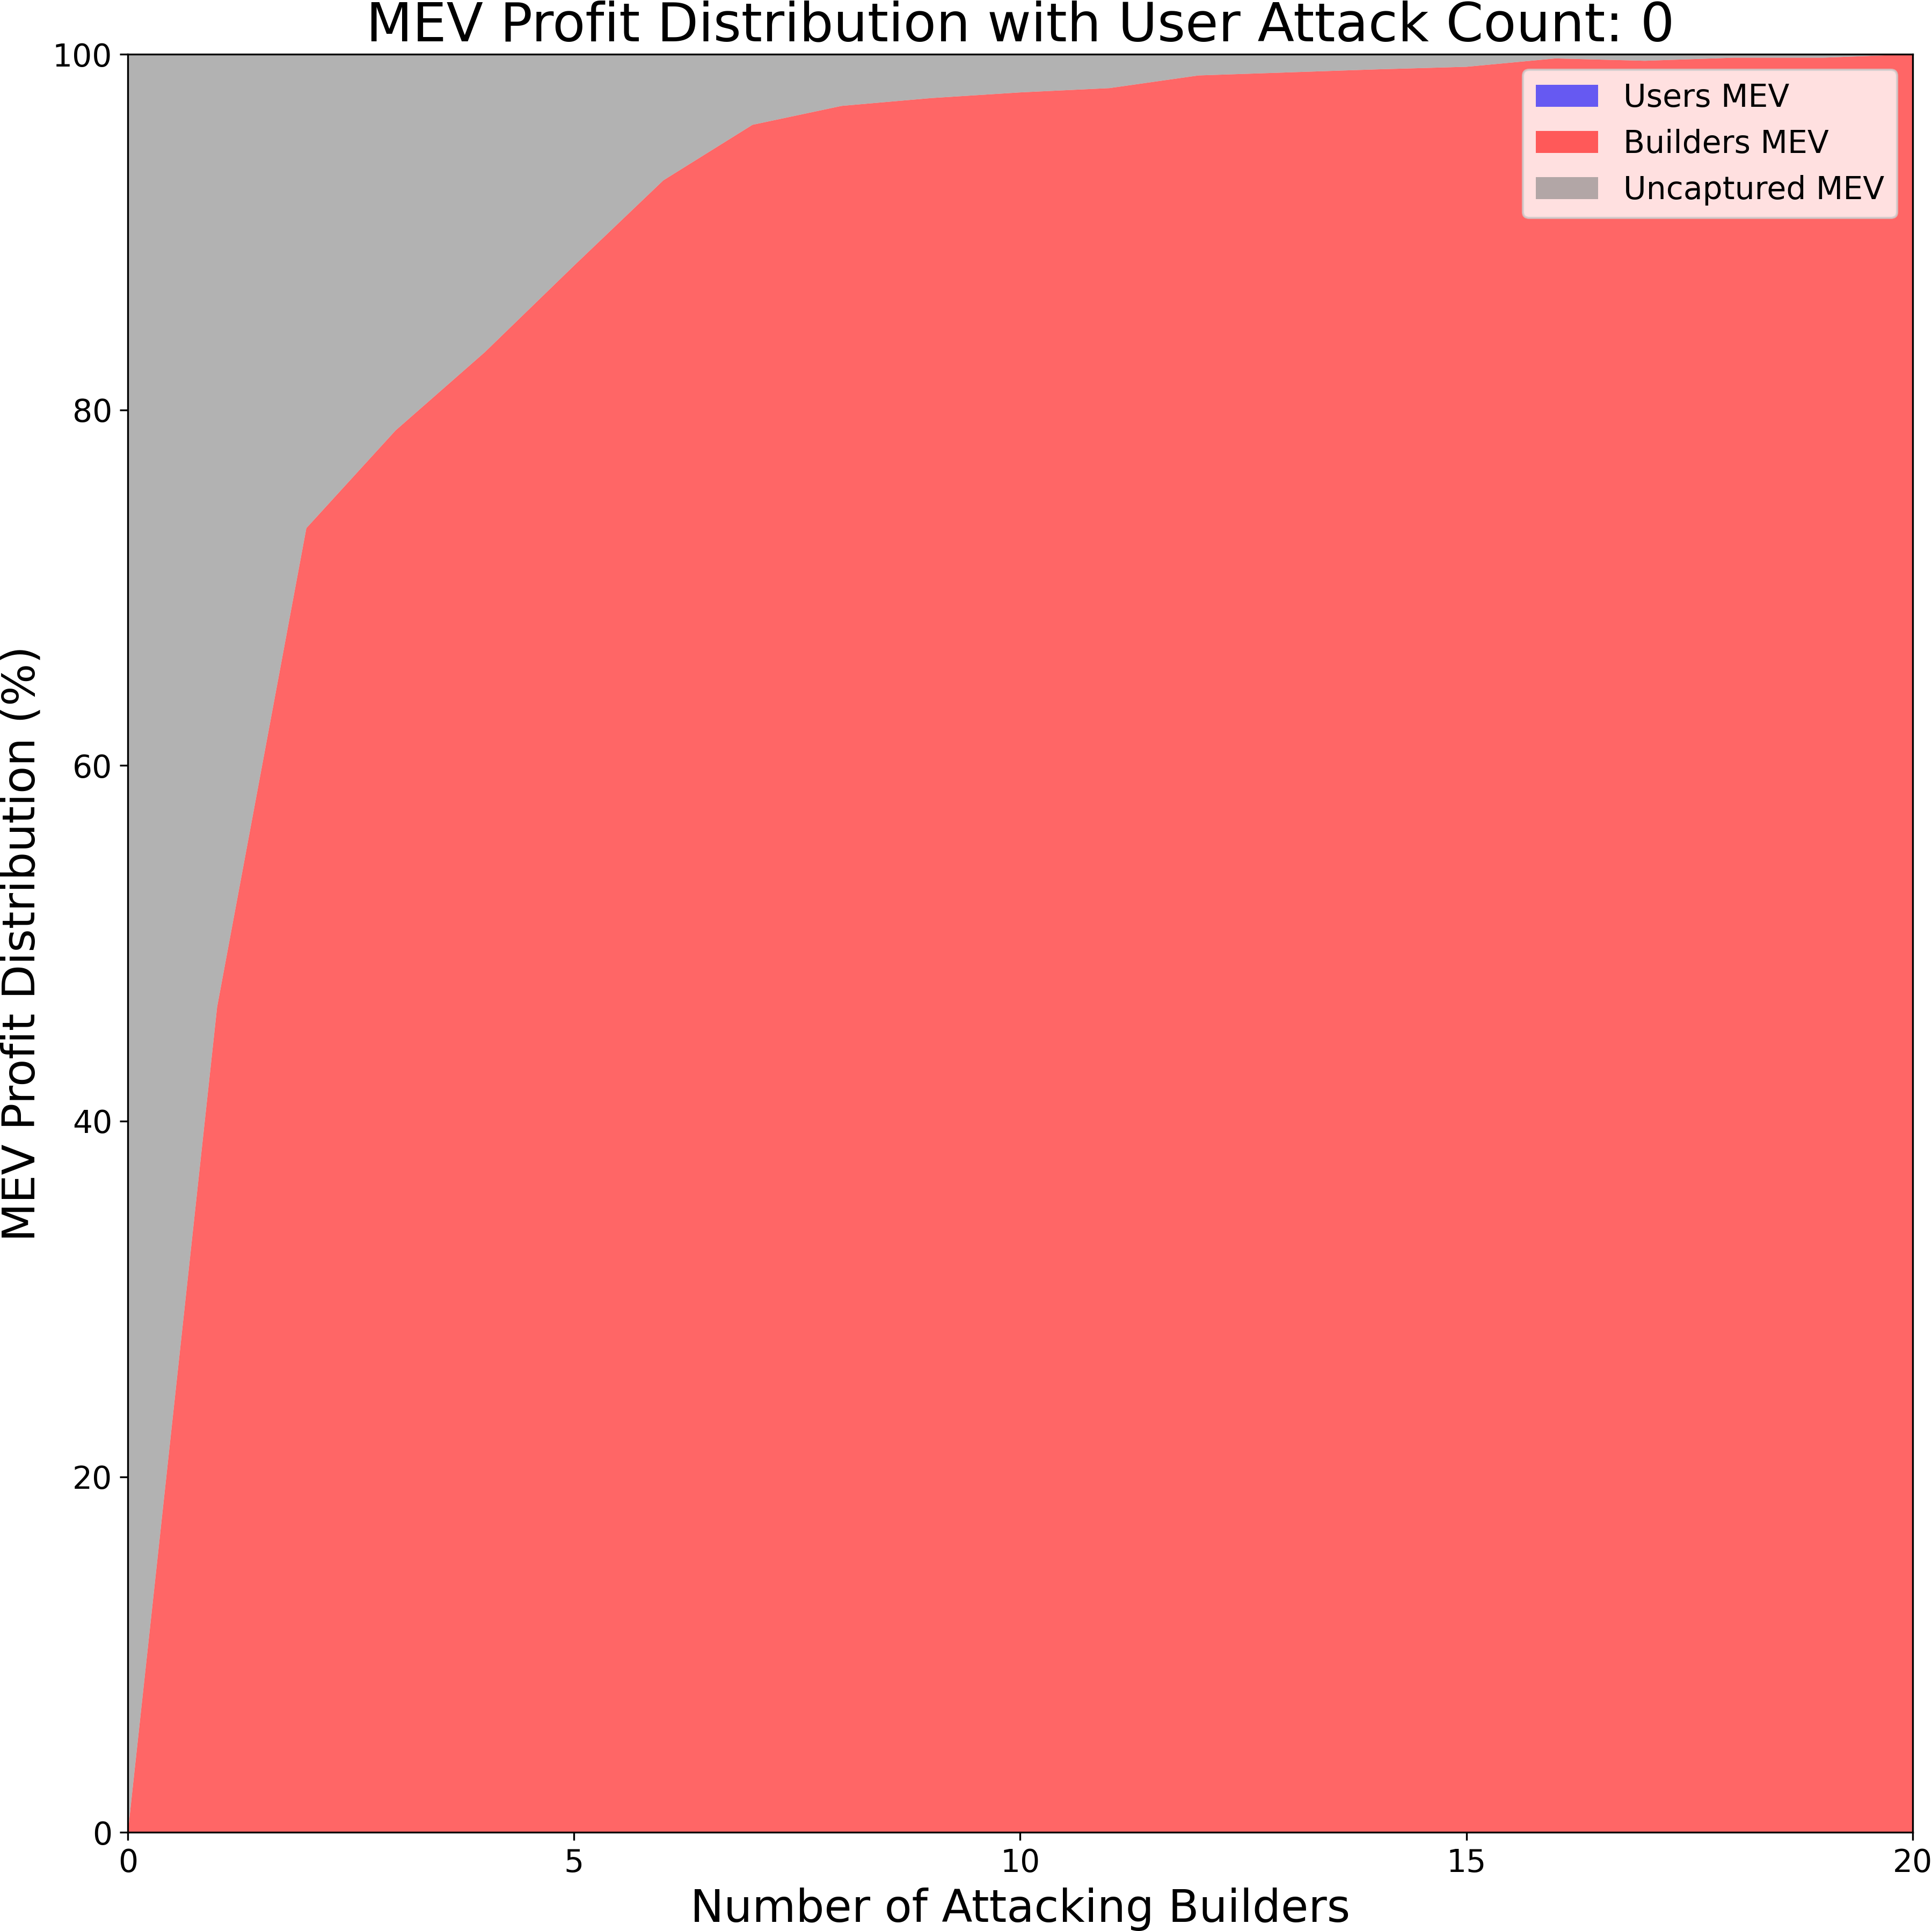 MEV Profit Distribution with User Attack Count: 0
100
80
60
40
20
0
MEV Profit Distribution (%)
Users MEV
Builders MEV
Uncaptured MEV
0 5 10 15 20
Number of Attacking Builders